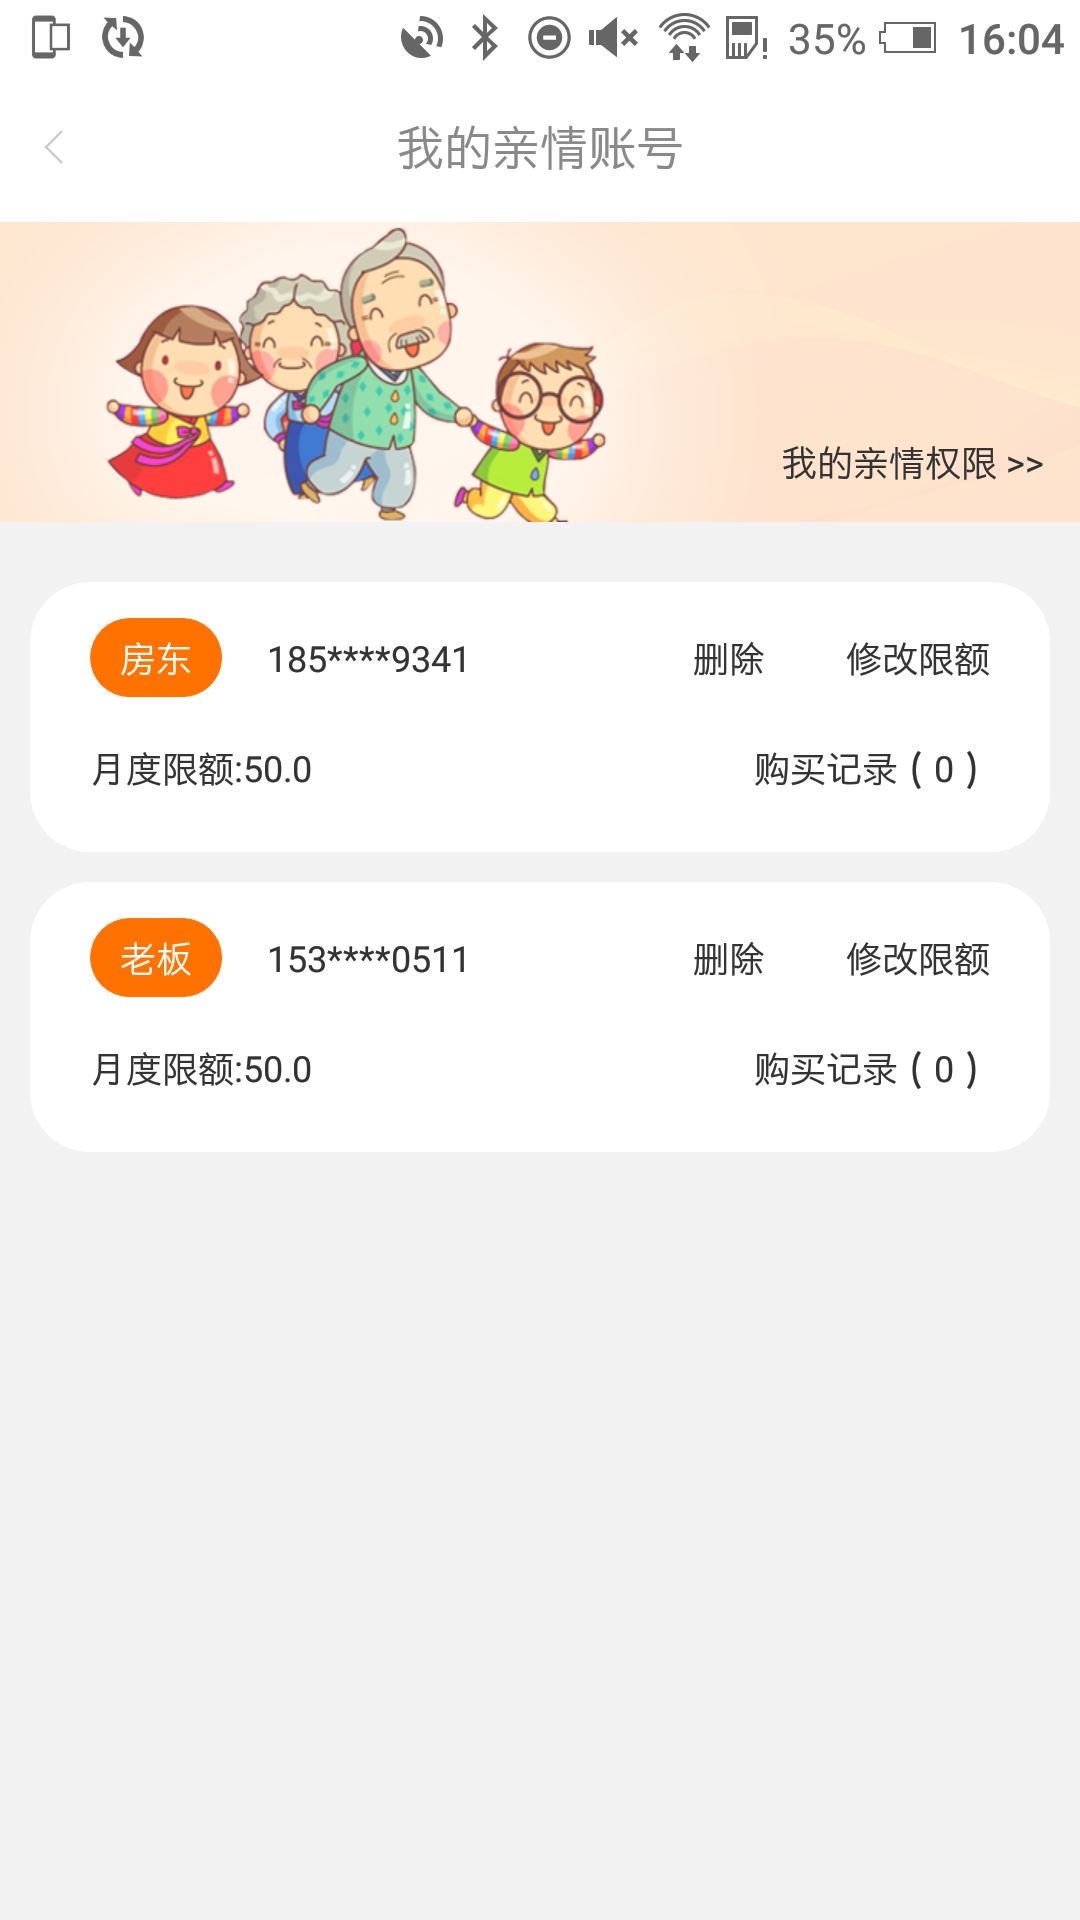 35% 16:04
我的亲情账号
我的亲情权限 >>
房东 185****9341 删除 修改限额
月度限额:50.0 购买记录 ( 0 )
老板 153****0511 删除 修改限额
月度限额:50.0 购买记录 ( 0 )